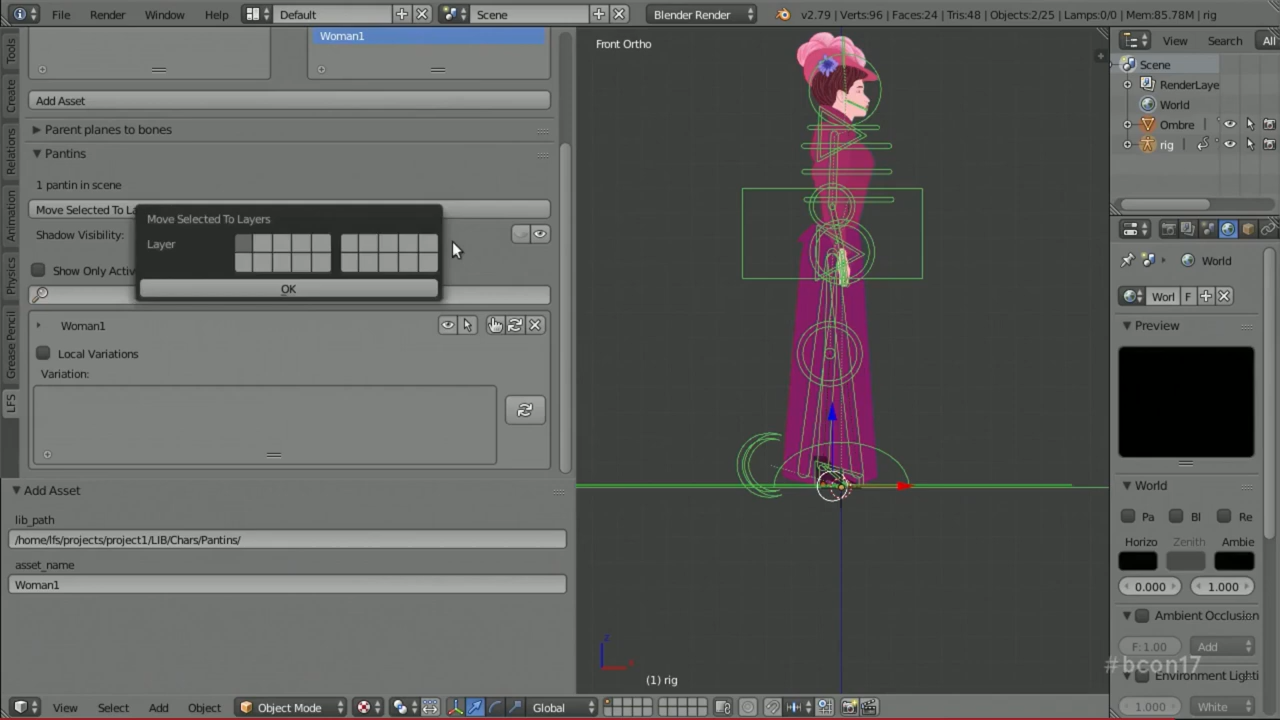 File Render Window Help Default Scene Blender Render v2.79 | Verts:96 | Faces:24 | Tris:48 | Objects:2/25 | Lamps:0/0 | Mem:85.78M | rig
Tools
Create
Relations
Animation
Physics
Grease Pencil
LFS
Woman1
Add Asset
Parent planes to bones
Pantins
1 pantin in scene
Move Selected To La
Shadow Visibility:
Show Only Activ
Move Selected To Layers
Layer
OK
Woman1
Local Variations
Variation:
Add Asset
lib_path
/home/lfs/projects/project1/LIB/Chars/Pantins/
asset_name
Woman1
Front Ortho
(1) rig
View Select Add Object Object Mode Global
View Search All
Scene
RenderLaye
World
Ombre
rig
World
Worl F
Preview
World
Pa Bl Re
Horizo Zenith Ambie
0.000 1.000
Ambient Occlusion
F: 1.00 Add
#bcon17
Environment Lighti
1.000 White